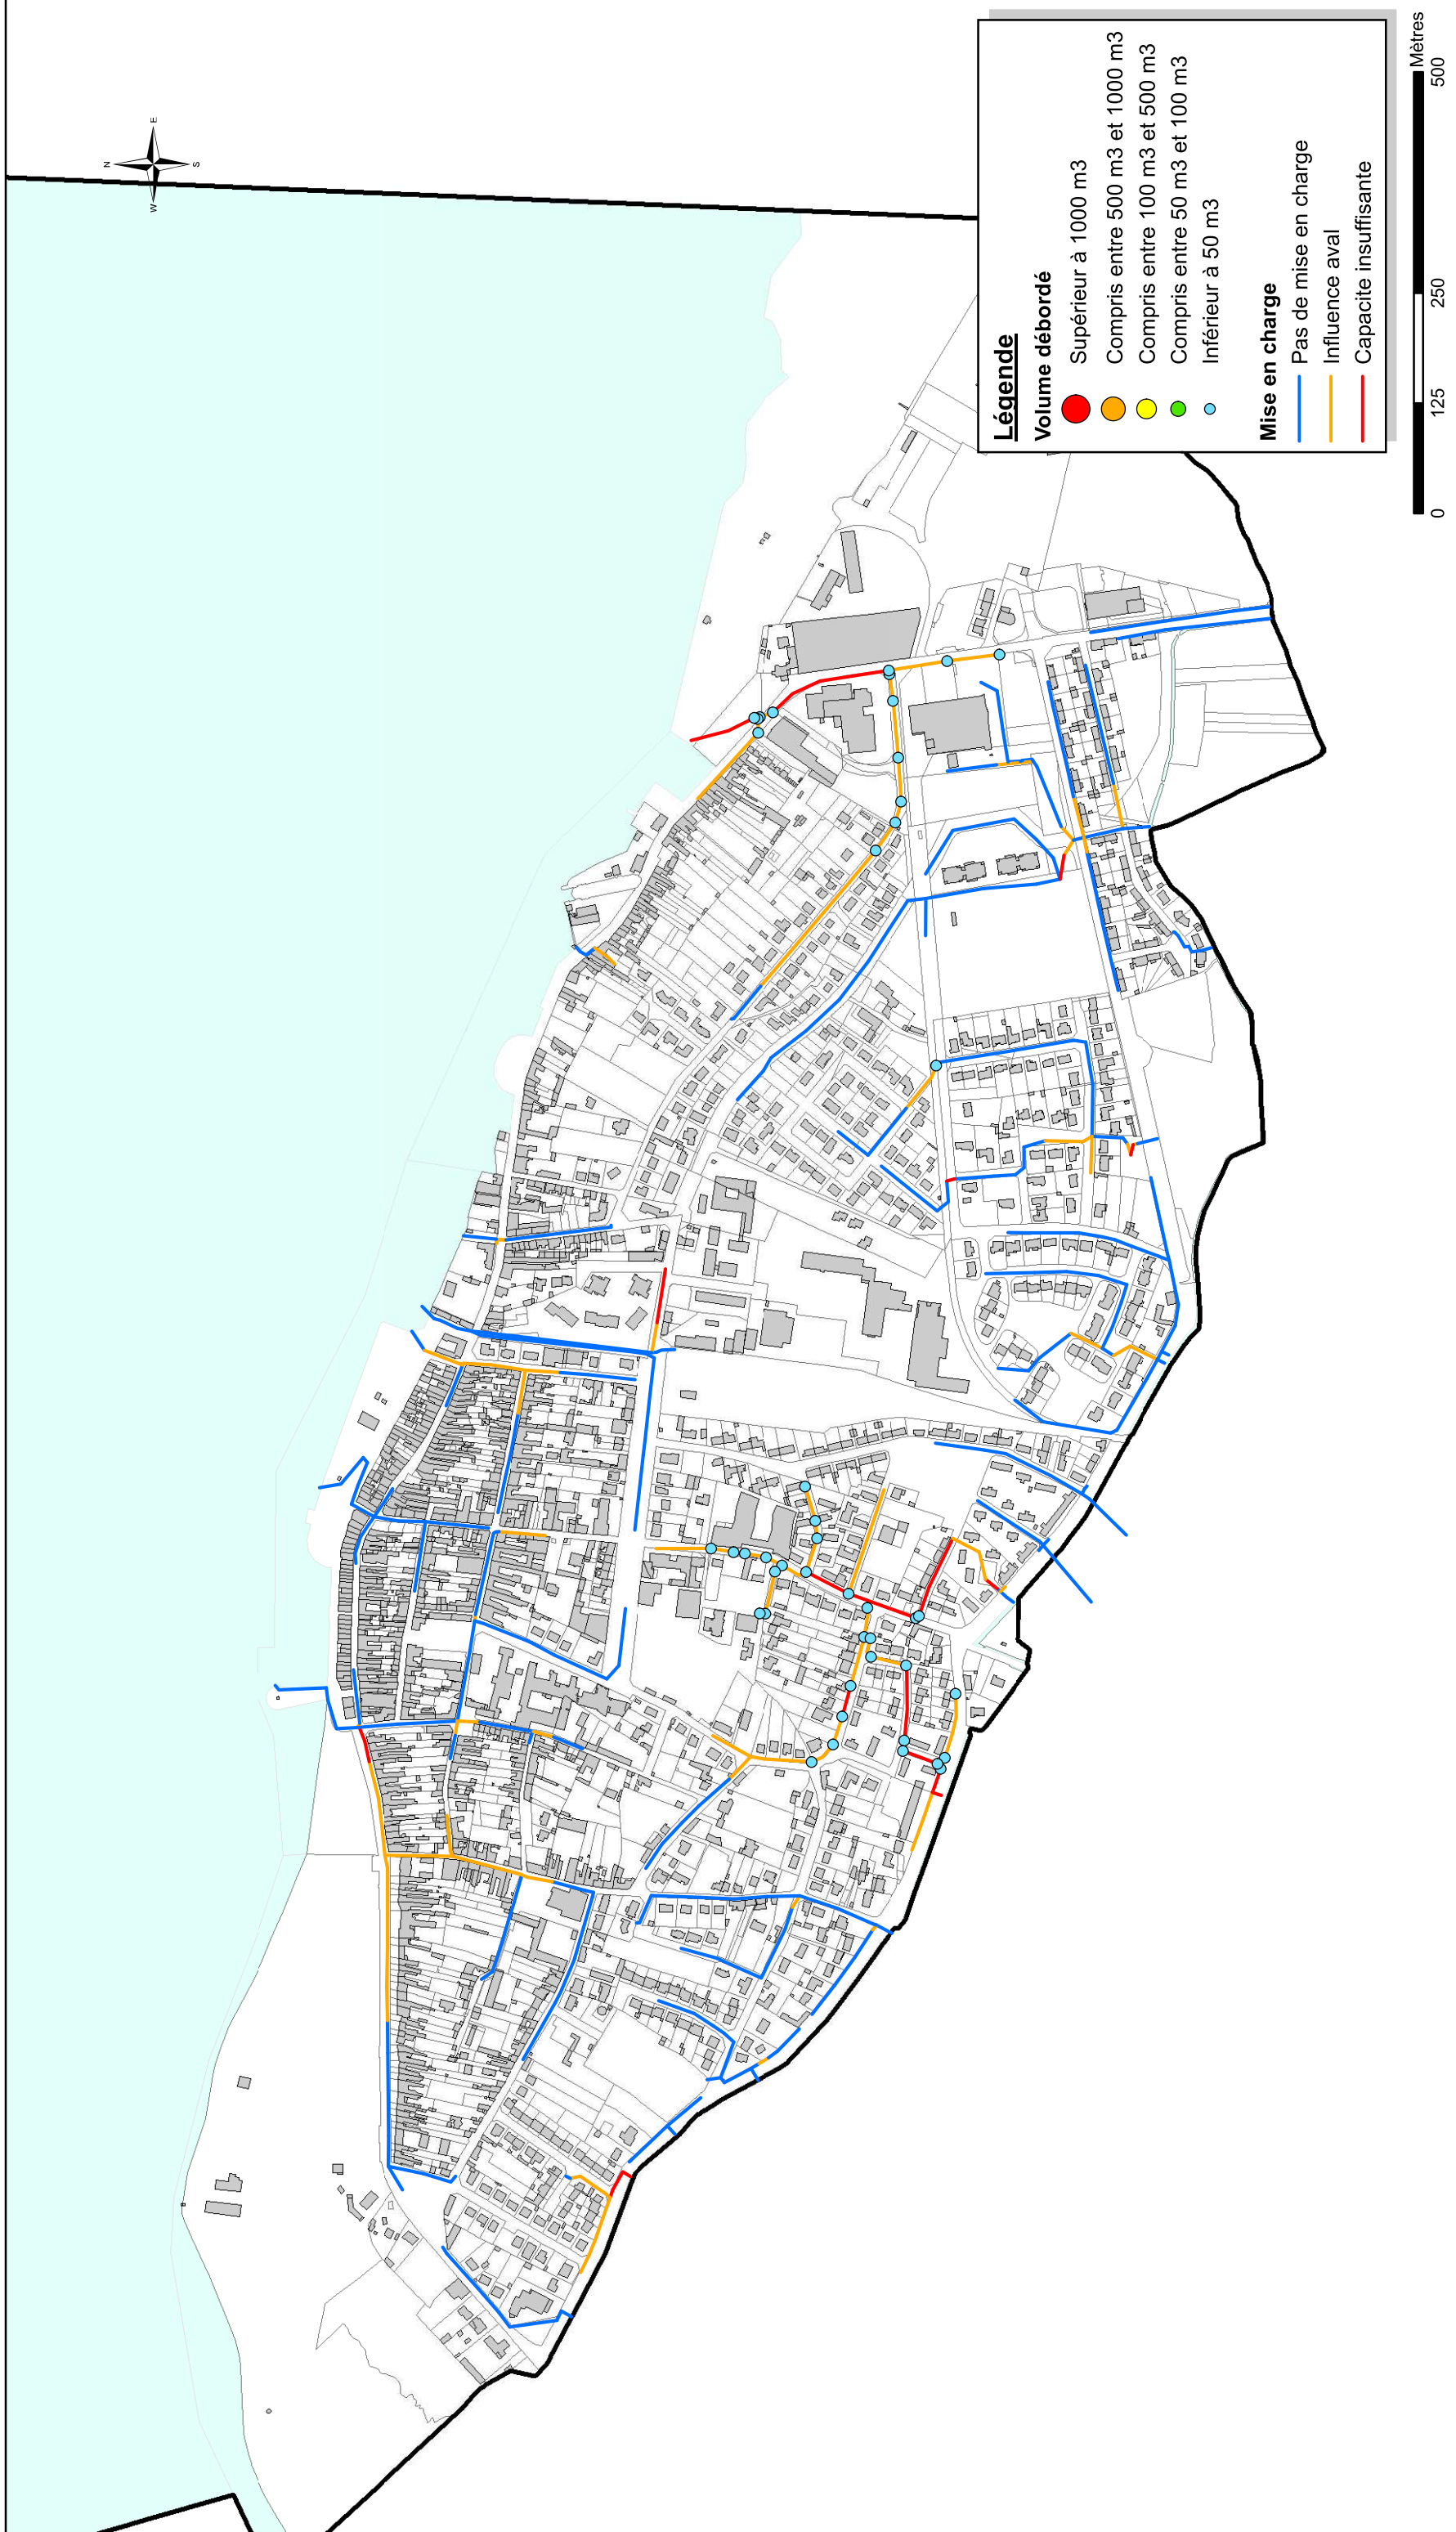 N
W
E
S
Légende
Volume débordé
Supérieur à 1000 m3
Compris entre 500 m3 et 1000 m3
Compris entre 100 m3 et 500 m3
Compris entre 50 m3 et 100 m3
Inférieur à 50 m3
Mise en charge
Pas de mise en charge
Influence aval
Capacite insuffisante
0 125 250 500
Mètres